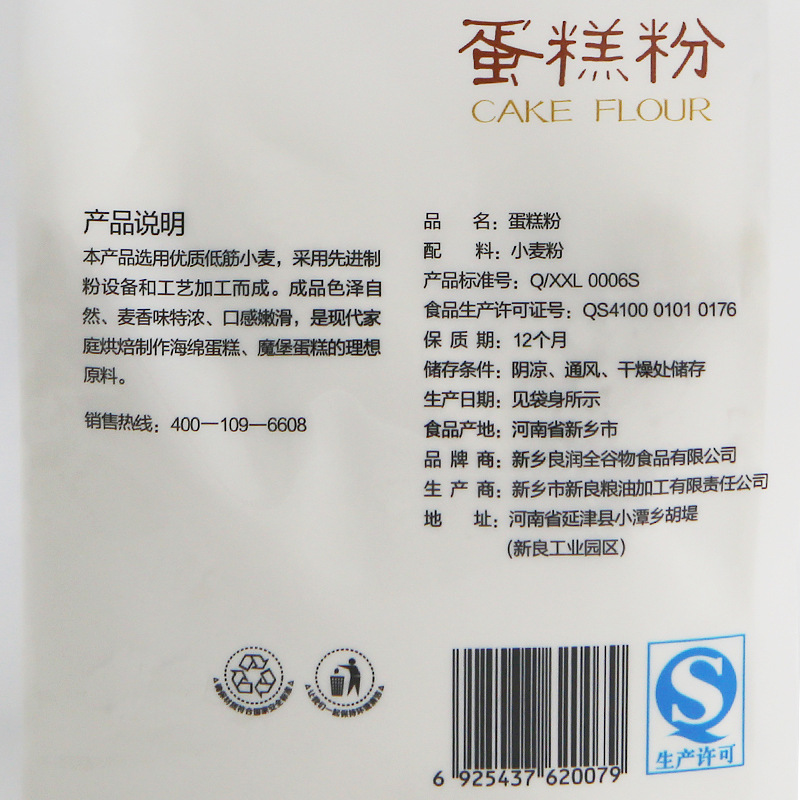 蛋糕粉
CAKE FLOUR
产品说明
本产品选用优质低筋小麦，采用先进制
粉设备和工艺加工而成。成品色泽自
然、麦香味特浓、口感嫩滑，是现代家
庭烘焙制作海绵蛋糕、魔堡蛋糕的理想
原料。
销售热线：400—109—6608
品 名：蛋糕粉
配 料：小麦粉
产品标准号：Q/XXL 0006S
食品生产许可证号：QS4100 0101 0176
保 质 期：12个月
储存条件：阴凉、通风、干燥处储存
生产日期：见袋身所示
食品产地：河南省新乡市
品 牌 商：新乡良润全谷物食品有限公司
生 产 商：新乡市新良粮油加工有限责任公司
地 址：河南省延津县小潭乡胡堤
（新良工业园区）
6 925437 620079
生产许可